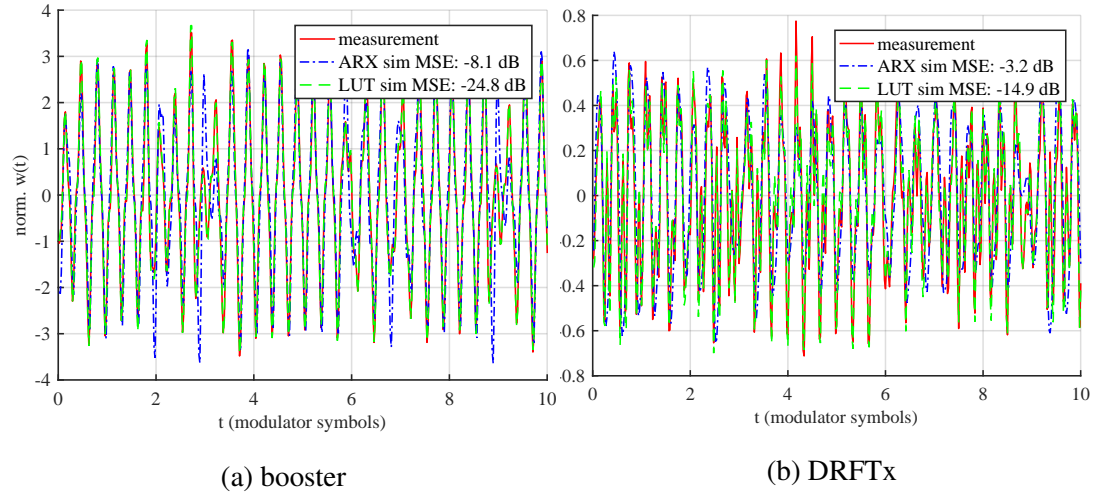 4
3
2
1
0
-1
-2
-3
-4
norm. w(t)
measurement
ARX sim MSE: -8.1 dB
LUT sim MSE: -24.8 dB
0 2 4 6 8 10
t (modulator symbols)
(a) booster
0.8
0.6
0.4
0.2
0
-0.2
-0.4
-0.6
-0.8
measurement
ARX sim MSE: -3.2 dB
LUT sim MSE: -14.9 dB
0 2 4 6 8 10
t (modulator symbols)
(b) DRFTx